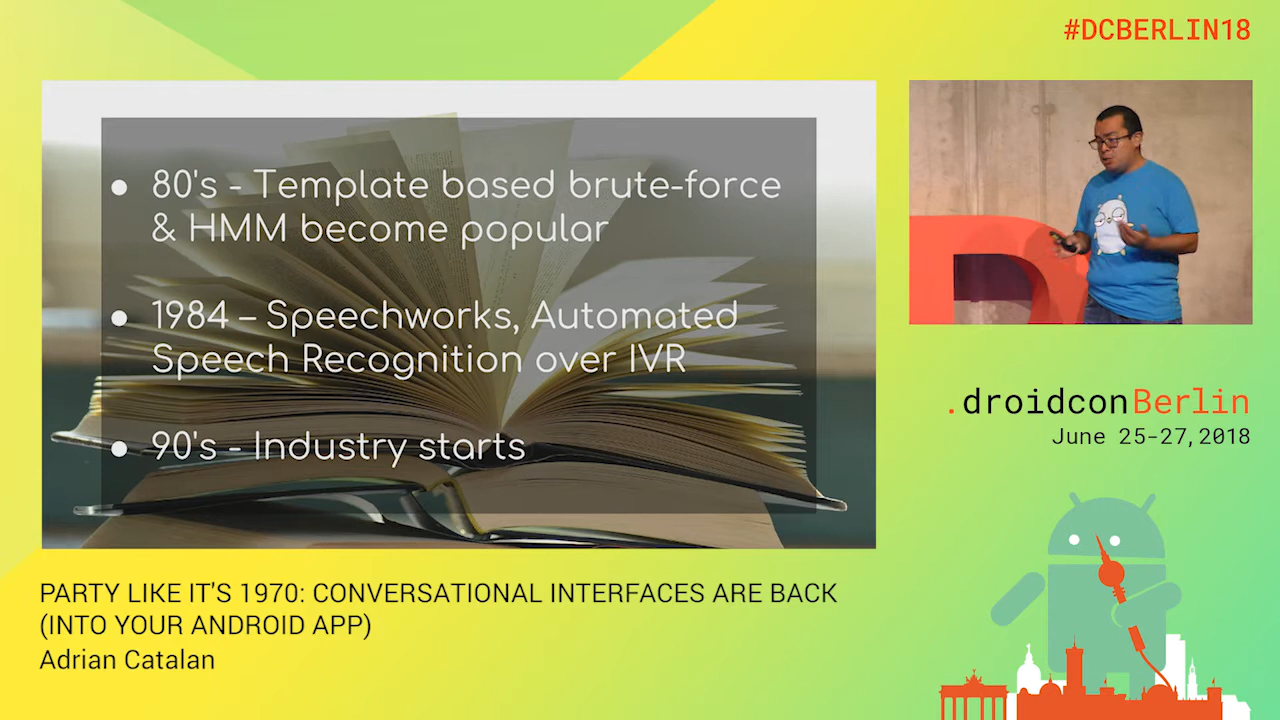 #DCBERLIN18
● 80's - Template based brute-force
& HMM become popular
● 1984 – Speechworks, Automated
Speech Recognition over IVR
● 90's - Industry starts
.droidconBerlin
June 25-27,2018
PARTY LIKE IT'S 1970: CONVERSATIONAL INTERFACES ARE BACK
(INTO YOUR ANDROID APP)
Adrian Catalan